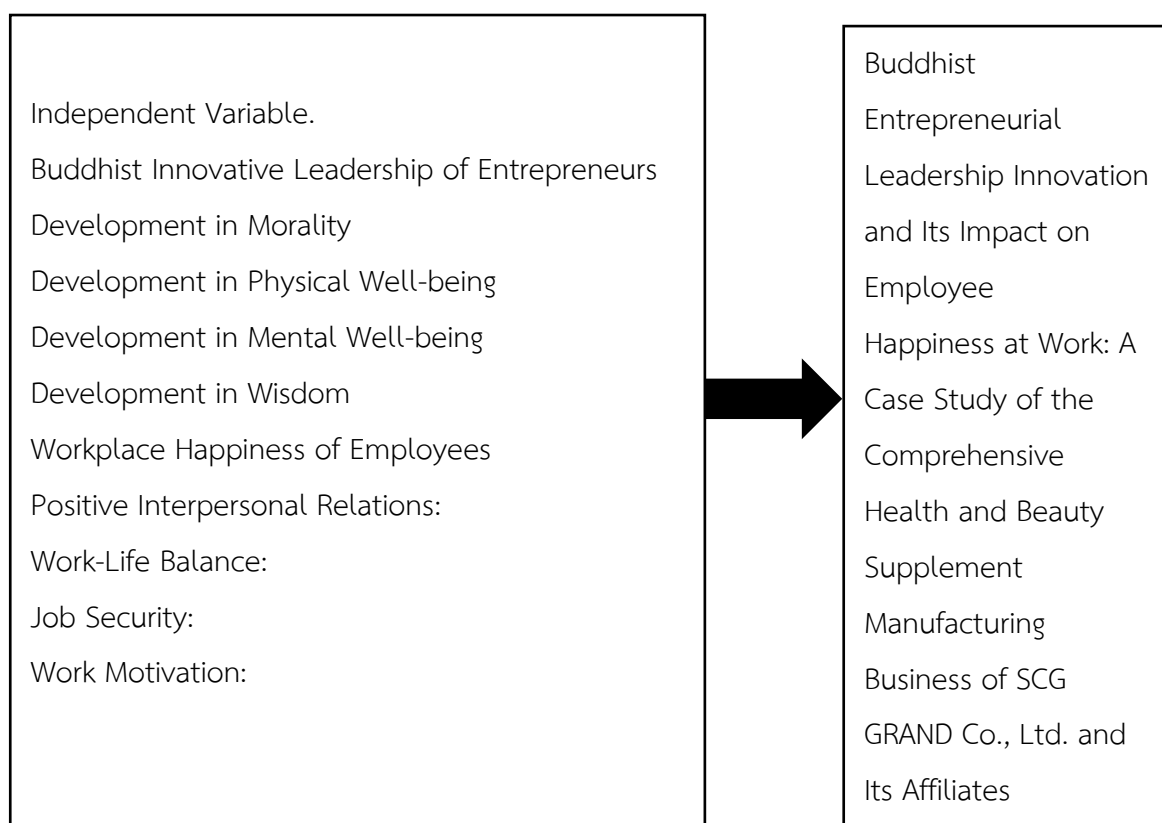 Independent Variable.
Buddhist Innovative Leadership of Entrepreneurs
Development in Morality
Development in Physical Well-being
Development in Mental Well-being
Development in Wisdom
Workplace Happiness of Employees
Positive Interpersonal Relations:
Work-Life Balance:
Job Security:
Work Motivation:
Buddhist
Entrepreneurial
Leadership Innovation
and Its Impact on
Employee
Happiness at Work: A
Case Study of the
Comprehensive
Health and Beauty
Supplement
Manufacturing
Business of SCG
GRAND Co., Ltd. and
Its Affiliates